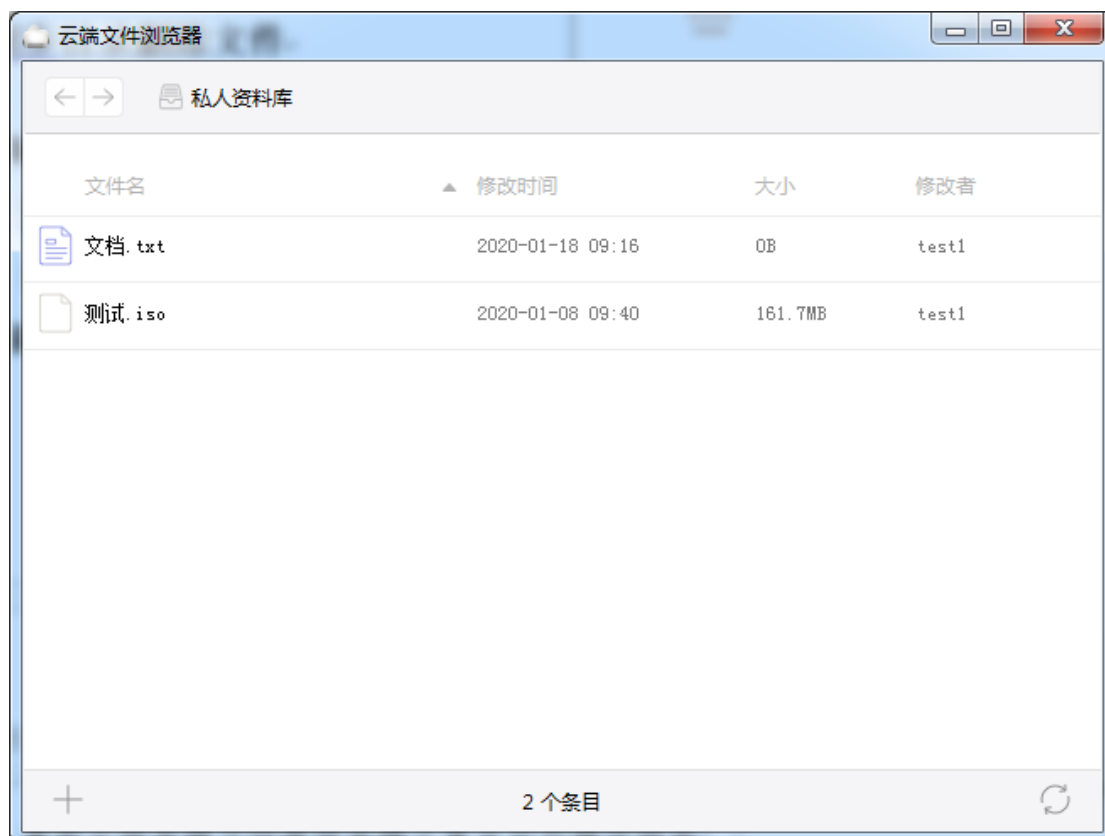 云端文件浏览器
私人资料库
文件名 修改时间 大小 修改者
文档.txt 2020-01-18 09:16 0B test1
测试.iso 2020-01-08 09:40 161.7MB test1
2 个条目